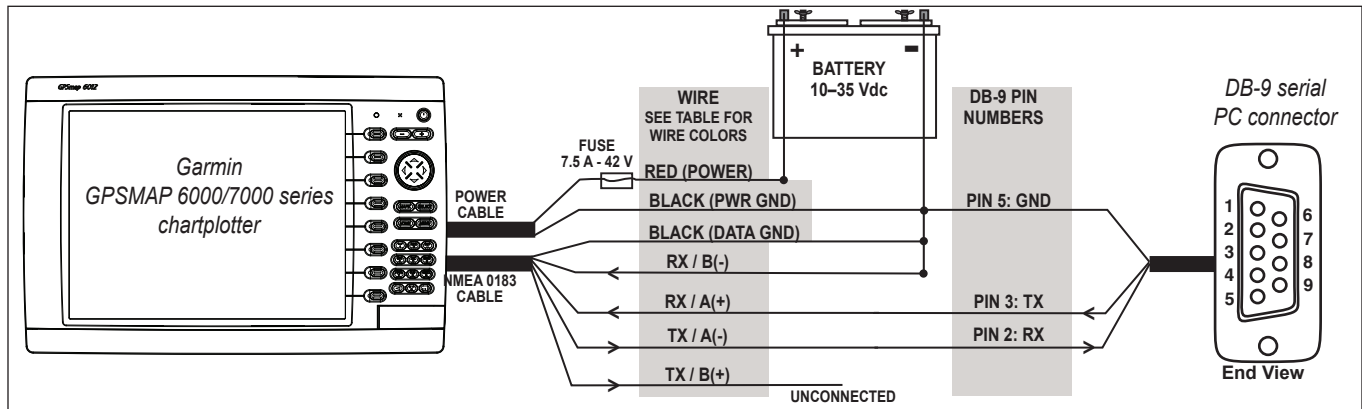 GPSmap 6012
Garmin
GPSMAP 6000/7000 series
chartplotter
POWER
CABLE
NMEA 0183
CABLE
FUSE
7.5 A - 42 V
WIRE
SEE TABLE FOR
WIRE COLORS
RED (POWER)
BLACK (PWR GND)
BLACK (DATA GND)
RX / B(-)
RX / A(+)
TX / A(-)
TX / B(+)
UNCONNECTED
+
-
BATTERY
10–35 Vdc
DB-9 PIN
NUMBERS
PIN 5: GND
PIN 3: TX
PIN 2: RX
DB-9 serial
PC connector
1
2
3
4
5
6
7
8
9
End View